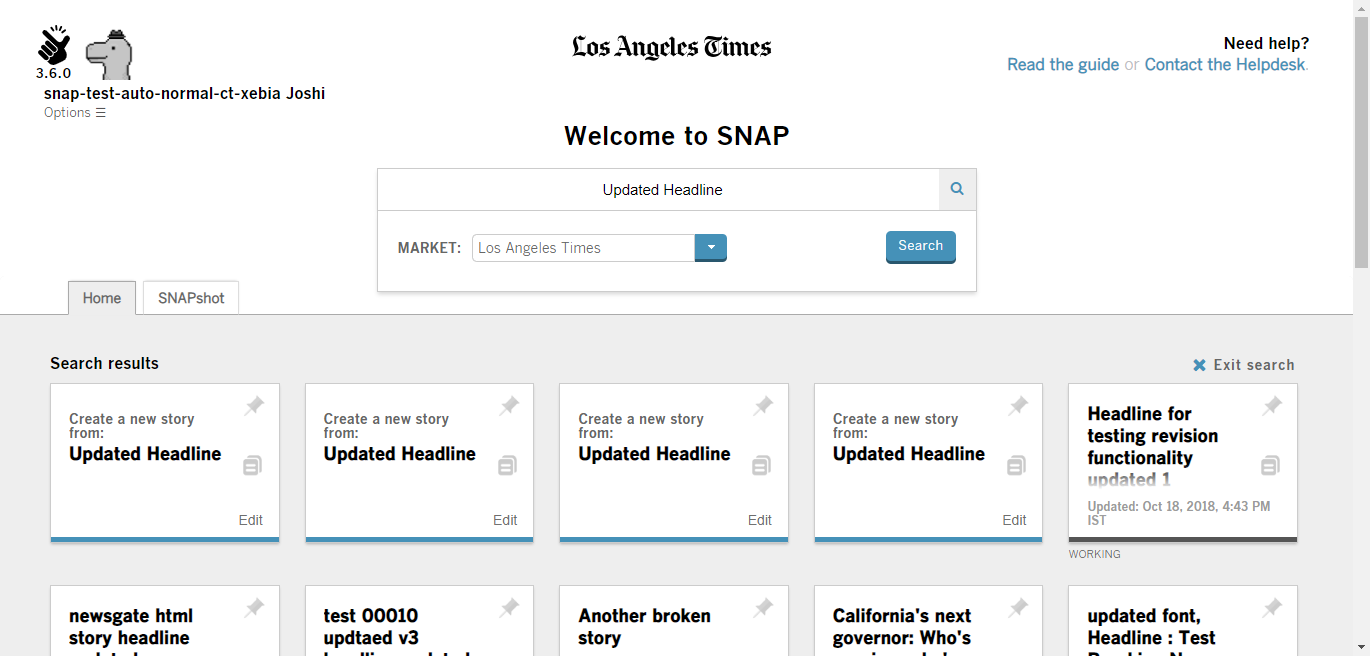 3.6.0
Los Angeles Times
Need help?
Read the guide or Contact the Helpdesk.
snap-test-auto-normal-ct-xebia Joshi
Options ☰
Welcome to SNAP
Updated Headline
MARKET: Los Angeles Times
Search
Home
SNAPshot
Search results
Exit search
Create a new story
from:
Updated Headline
Edit
Create a new story
from:
Updated Headline
Edit
Create a new story
from:
Updated Headline
Edit
Create a new story
from:
Updated Headline
Edit
Headline for
testing revision
functionality
updated 1
Updated: Oct 18, 2018, 4:43 PM
IST
WORKING
newsgate html
story headline
test 00010
updtaed v3
Another broken
story
California's next
governor: Who's
updated font,
Headline : Test